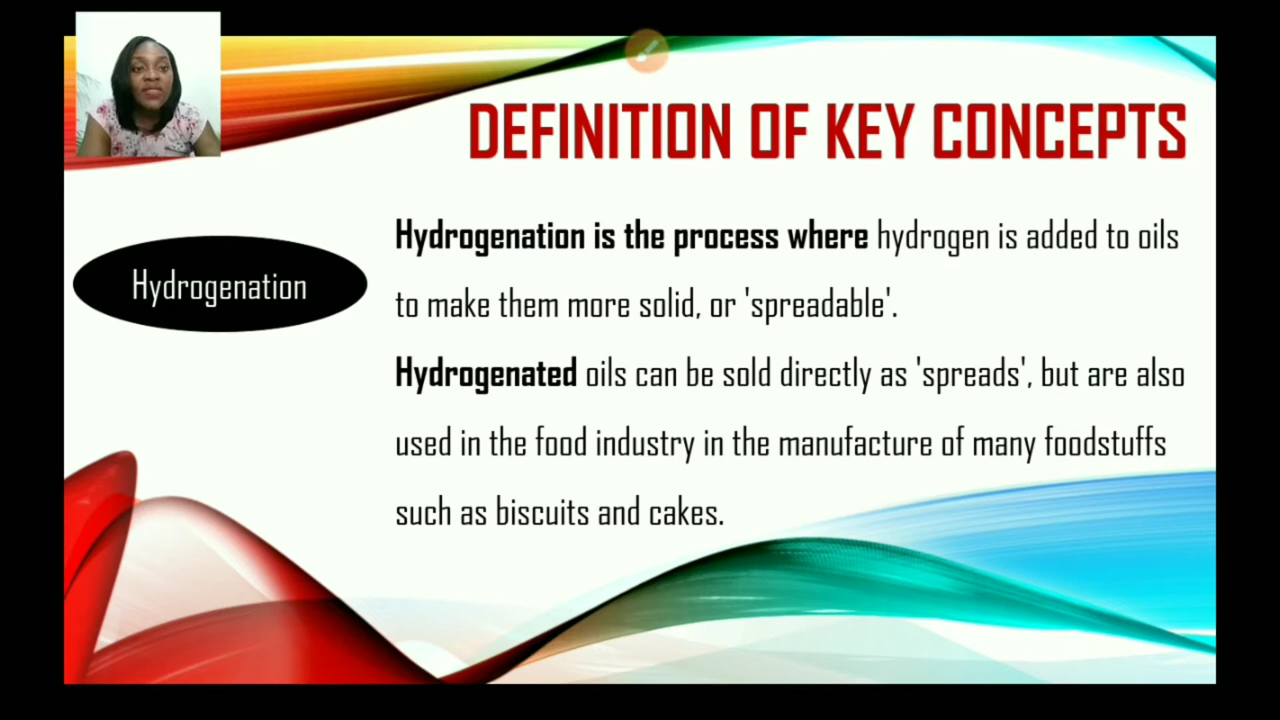 DEFINITION OF KEY CONCEPTS
Hydrogenation
Hydrogenation is the process where hydrogen is added to oils
to make them more solid, or 'spreadable'.
Hydrogenated oils can be sold directly as 'spreads', but are also
used in the food industry in the manufacture of many foodstuffs
such as biscuits and cakes.